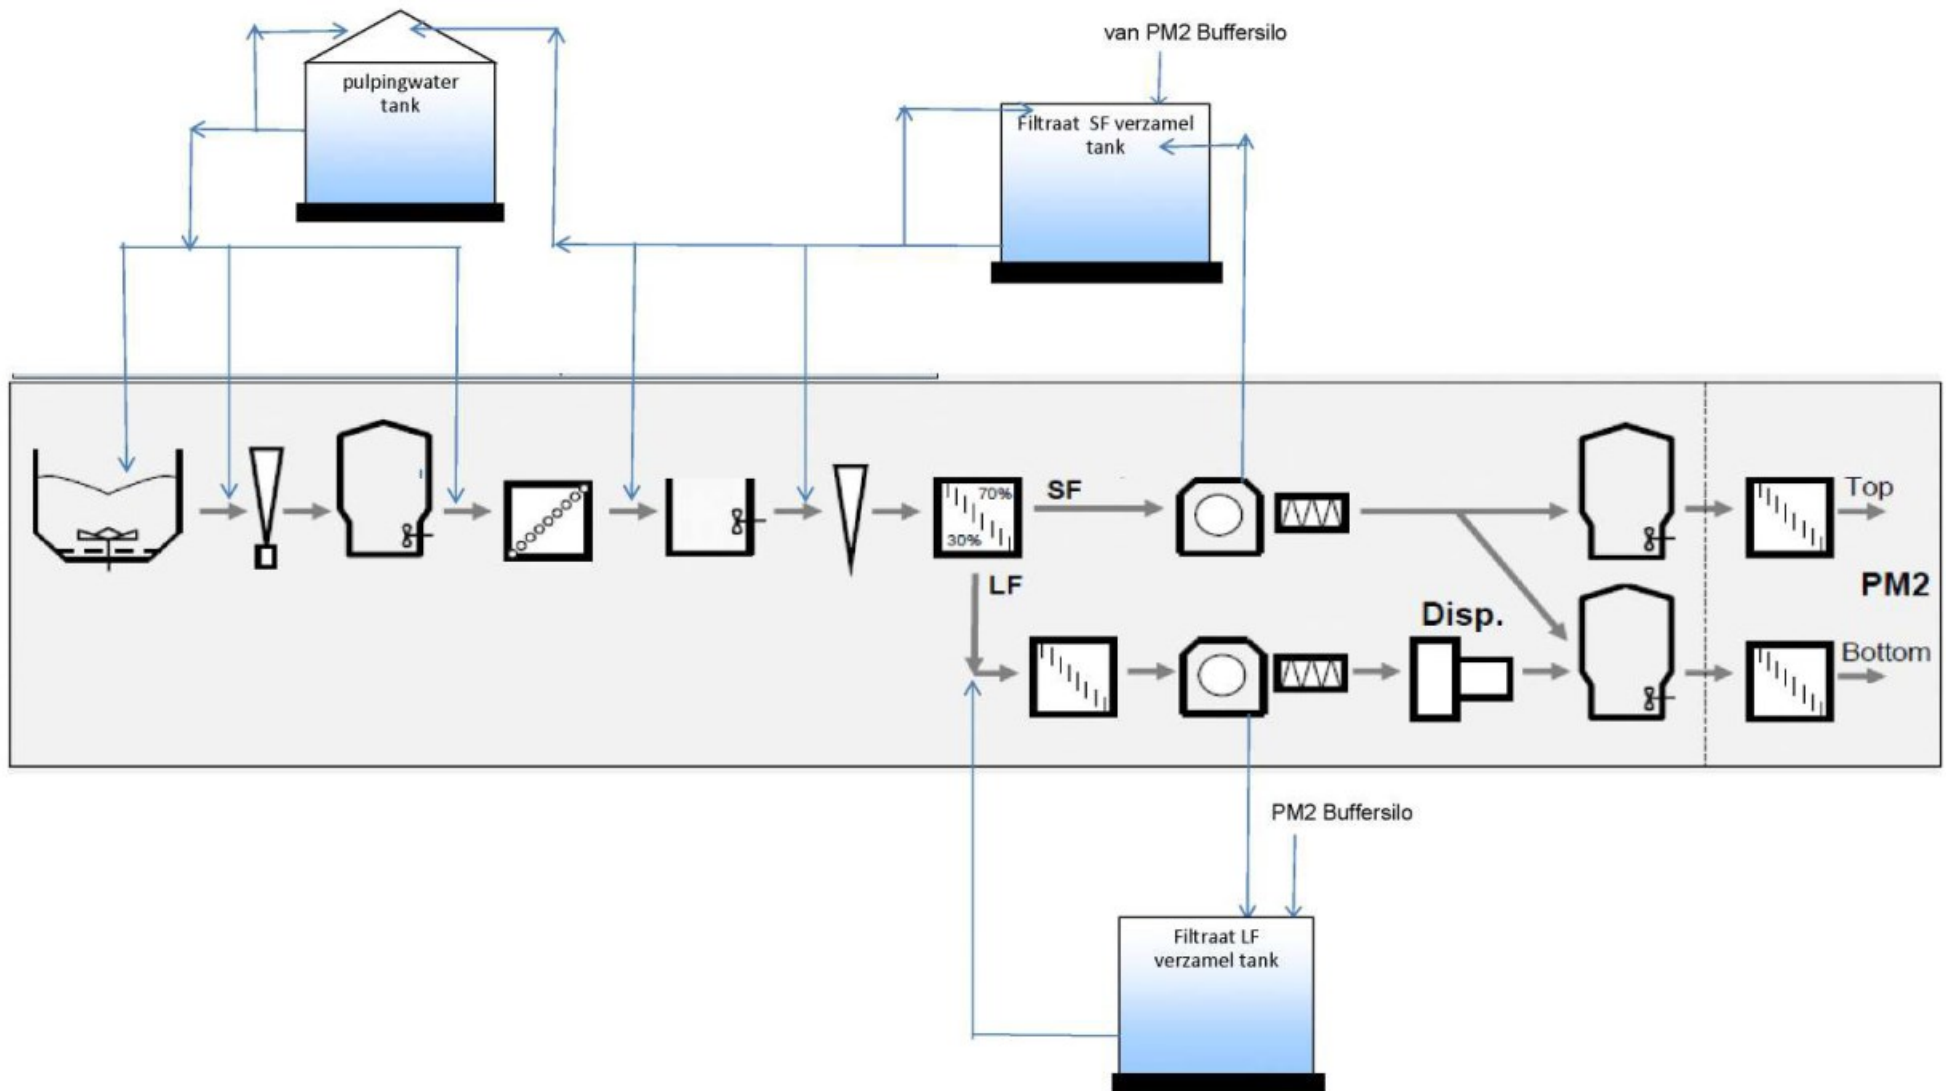 van PM2 Buffersilo
pulpingwater
tank
Filtraat SF verzamel
tank
70%
30%
SF
LF
Top
PM2
Disp.
Bottom
PM2 Buffersilo
Filtraat LF
verzamel tank